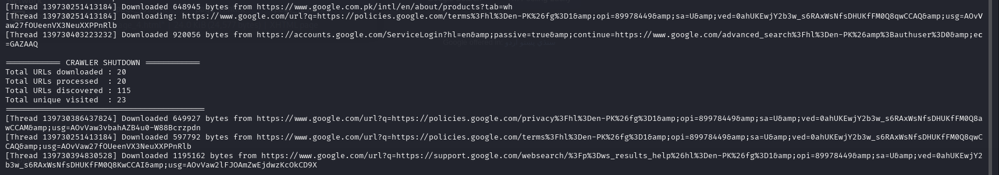 [Thread 139730251413184] Downloaded 648945 bytes from https://www.google.com.pk/intl/en/about/products?tab=wh
[Thread 139730251413184] Downloading: https://www.google.com/url?q=https://policies.google.com/terms%3Fhl%3Den-PK%26fg%3D1&amp;opi=89978449&amp;sa=U&amp;ved=0ahUKEwjY2b3w_s6RAxWsNfsDHUKfFM0Q8qwCCAQ&amp;usg=AOvV
aw27fOUeenVX3NeuXXPPnRlb
[Thread 139730403223232] Downloaded 920056 bytes from https://accounts.google.com/ServiceLogin?hl=en&amp;passive=true&amp;continue=https://www.google.com/advanced_search%3Fhl%3Den-PK%26amp%3Bauthuser%3D0&amp;ec
=GAZAAQ
============ CRAWLER SHUTDOWN ============
Total URLs downloaded : 20
Total URLs processed  : 20
Total URLs discovered : 115
Total unique visited  : 23
===========================================
[Thread 139730386437824] Downloaded 649927 bytes from https://www.google.com/url?q=https://policies.google.com/privacy%3Fhl%3Den-PK%26fg%3D1&amp;opi=89978449&amp;sa=U&amp;ved=0ahUKEwjY2b3w_s6RAxWsNfsDHUKfFM0Q8a
wCCAM&amp;usg=AOvVaw3vbahAZB4u0-W88Bcrzpdn
[Thread 139730251413184] Downloaded 597792 bytes from https://www.google.com/url?q=https://policies.google.com/terms%3Fhl%3Den-PK%26fg%3D1&amp;opi=89978449&amp;sa=U&amp;ved=0ahUKEwjY2b3w_s6RAxWsNfsDHUKfFM0Q8qwC
CAQ&amp;usg=AOvVaw27fOUeenVX3NeuXXPPnRlb
[Thread 139730394830528] Downloaded 1195162 bytes from https://www.google.com/url?q=https://support.google.com/websearch/%3Fp%3Dws_results_help%26hl%3Den-PK%26fg%3D1&amp;opi=89978449&amp;sa=U&amp;ved=0ahUKEwjY2
b3w_s6RAxWsNfsDHUKfFM0Q8KwCCAI&amp;usg=AOvVaw2lFJOAmZwEjdwzKcOkCD9X